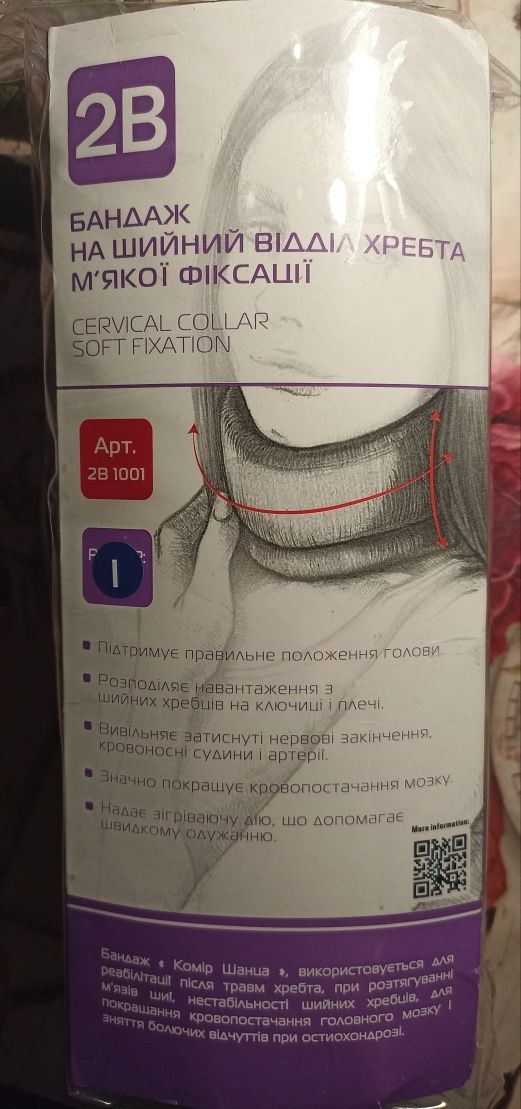 2B
БАНДАЖ
НА ШИЙНИЙ ВІДДІЛ ХРЕБТА
М'ЯКОЇ ФІКСАЦІЇ
CERVICAL COLLAR
SOFT FIXATION
Арт.
2B 1001
I
Підтримує правильне положення голови.
Розподіляє навантаження з
шийних хребців на ключиці і плечі.
Вивільняє затиснуті нервові закінчення,
кровоносні судини і артерії.
Значно покращує кровопостачання мозку.
Надає зігріваючу дію, що допомагає
швидкому одужанню.
More information:
Бандаж « Комір Шанца », використовується для
реабілітації після травм хребта, при розтягуванні
м'язів шиї, нестабільності шийних хребців, для
покращання кровопостачання головного мозку і
зняття болючих відчуттів при остиохондрозі.